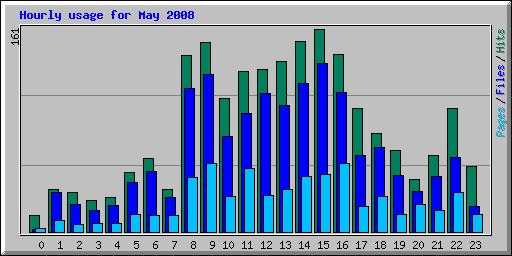 Hourly usage for May 2008
161
Pages / Files / Hits
0 1 2 3 4 5 6 7 8 9 10 11 12 13 14 15 16 17 18 19 20 21 22 23